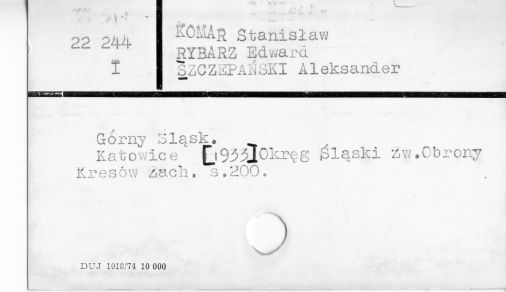 22 244
I
KOMAR Stanisław
RYBARZ Edward
SZCZEPAŃSKI Aleksander
Górny Śląsk.
Katowice [1933] Okręg Śląski Zw.Obrony
Kresów Zach. s.200.
DUJ 1018/74 10 000